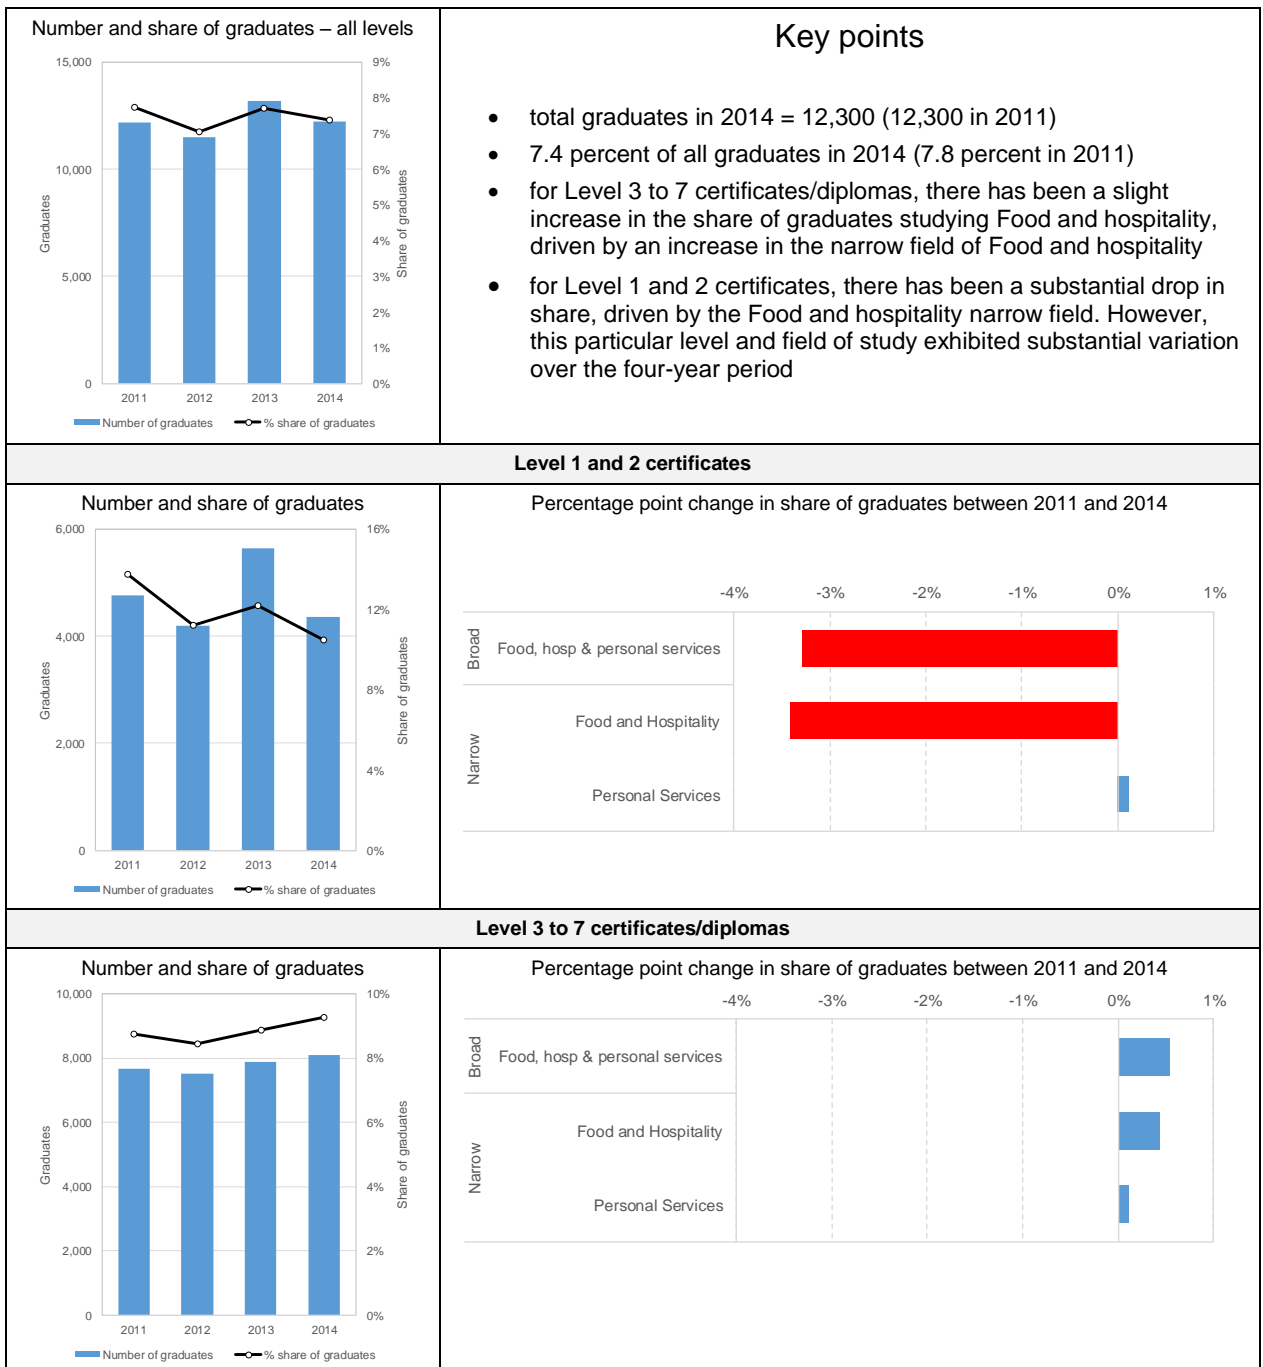 Number and share of graduates – all levels
15,000
10,000
5,000
0
Graduates
9%
8%
7%
6%
5%
4%
3%
2%
1%
0%
Share of graduates
2011 2012 2013 2014
Number of graduates % share of graduates
Key points
• total graduates in 2014 = 12,300 (12,300 in 2011)
• 7.4 percent of all graduates in 2014 (7.8 percent in 2011)
• for Level 3 to 7 certificates/diplomas, there has been a slight
increase in the share of graduates studying Food and hospitality,
driven by an increase in the narrow field of Food and hospitality
• for Level 1 and 2 certificates, there has been a substantial drop in
share, driven by the Food and hospitality narrow field. However,
this particular level and field of study exhibited substantial variation
over the four-year period
Level 1 and 2 certificates
Number and share of graduates
6,000
4,000
2,000
0
Graduates
16%
12%
8%
4%
0%
Share of graduates
2011 2012 2013 2014
Number of graduates % share of graduates
Percentage point change in share of graduates between 2011 and 2014
-4% -3% -2% -1% 0% 1%
Broad
Food, hosp & personal services
Narrow
Food and Hospitality
Personal Services
Level 3 to 7 certificates/diplomas
Number and share of graduates
10,000
8,000
6,000
4,000
2,000
0
Graduates
10%
8%
6%
4%
2%
0%
Share of graduates
2011 2012 2013 2014
Number of graduates % share of graduates
Percentage point change in share of graduates between 2011 and 2014
-4% -3% -2% -1% 0% 1%
Broad
Food, hosp & personal services
Narrow
Food and Hospitality
Personal Services